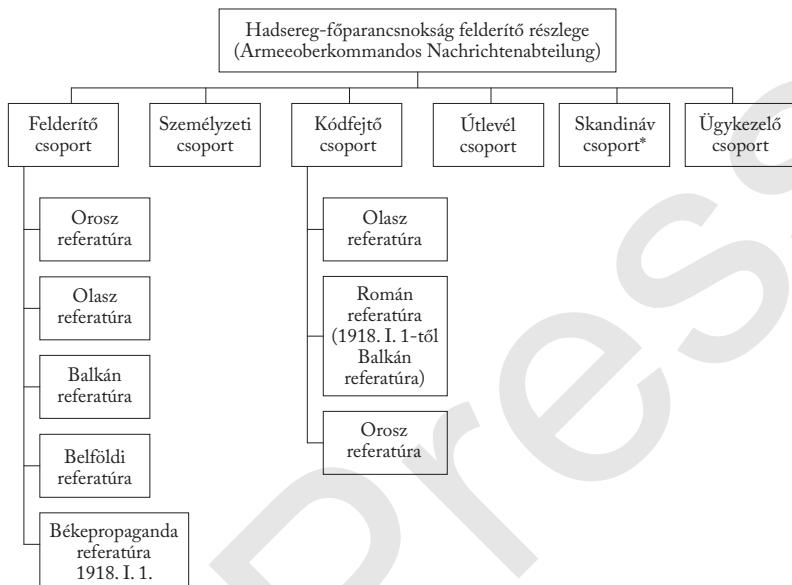 Hadsereg-főparancsnokság felderítő részlege
(Armeeoberkommandos Nachrichtenabteilung)
Felderítő
csoport
Személyzeti
csoport
Kódfejtő
csoport
Útlevél
csoport
Skandináv
csoport*
Ügykezelő
csoport
Orosz
referatúra
Olasz
referatúra
Balkán
referatúra
Belföldi
referatúra
Békepropaganda
referatúra
1918. I. 1.
Olasz
referatúra
Román
referatúra
(1918. I. 1-től
Balkán
referatúra)
Orosz
referatúra
Press